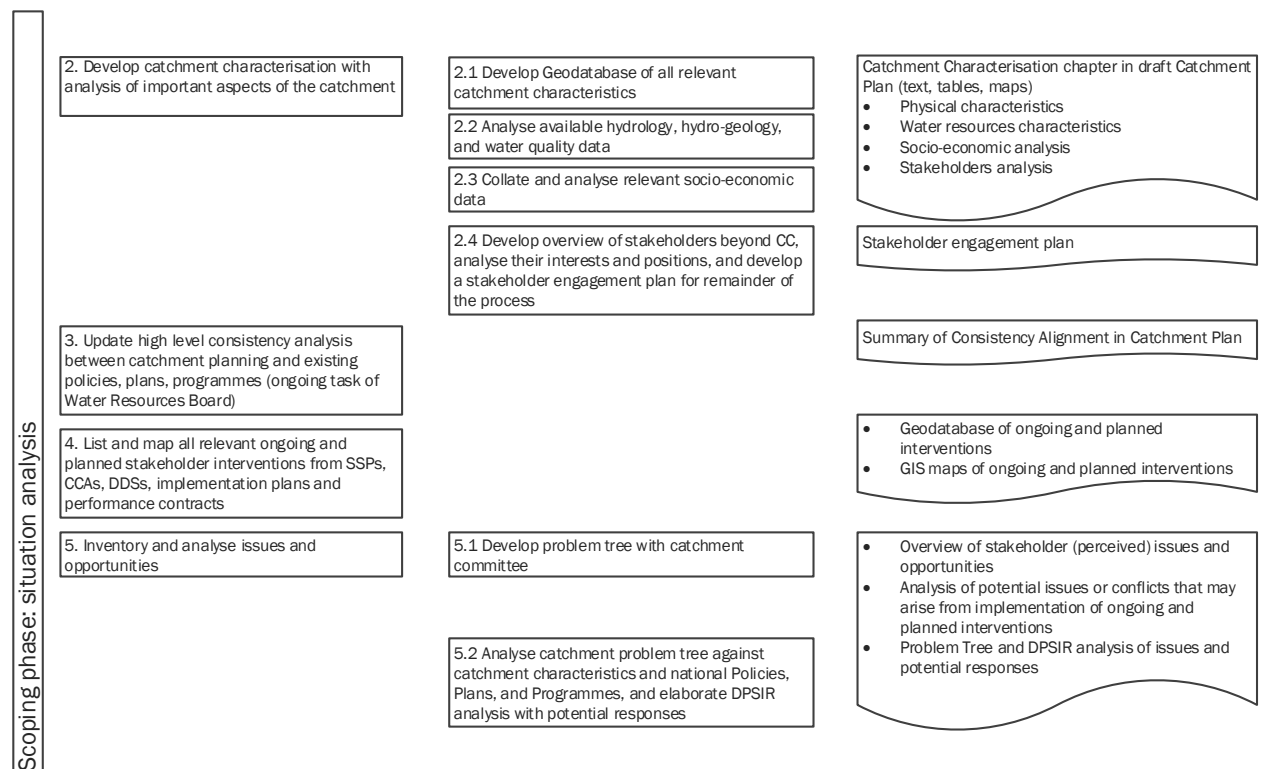 Scoping phase: situation analysis
2. Develop catchment characterisation with
analysis of important aspects of the catchment
2.1 Develop Geodatabase of all relevant
catchment characteristics
2.2 Analyse available hydrology, hydro-geology,
and water quality data
2.3 Collate and analyse relevant socio-economic
data
2.4 Develop overview of stakeholders beyond CC,
analyse their interests and positions, and develop
a stakeholder engagement plan for remainder of
the process
Catchment Characterisation chapter in draft Catchment
Plan (text, tables, maps)
• Physical characteristics
• Water resources characteristics
• Socio-economic analysis
• Stakeholders analysis
Stakeholder engagement plan
3. Update high level consistency analysis
between catchment planning and existing
policies, plans, programmes (ongoing task of
Water Resources Board)
Summary of Consistency Alignment in Catchment Plan
4. List and map all relevant ongoing and
planned stakeholder interventions from SSPs,
CCAs, DDSs, implementation plans and
performance contracts
• Geodatabase of ongoing and planned
interventions
• GIS maps of ongoing and planned interventions
5. Inventory and analyse issues and
opportunities
5.1 Develop problem tree with catchment
committee
5.2 Analyse catchment problem tree against
catchment characteristics and national Policies,
Plans, and Programmes, and elaborate DPSIR
analysis with potential responses
• Overview of stakeholder (perceived) issues and
opportunities
• Analysis of potential issues or conflicts that may
arise from implementation of ongoing and
planned interventions
• Problem Tree and DPSIR analysis of issues and
potential responses